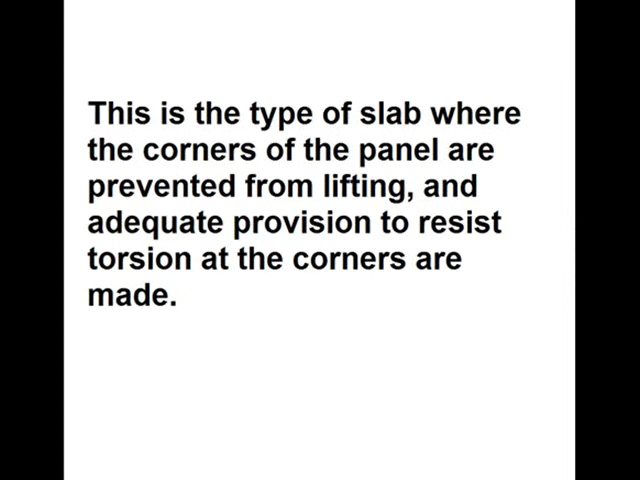 This is the type of slab where
the corners of the panel are
prevented from lifting, and
adequate provision to resist
torsion at the corners are
made.